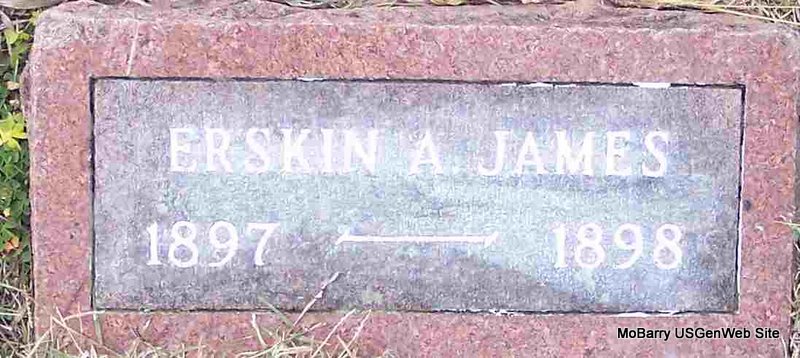 ERSKIN A. JAMES
1897 — 1898
MoBarry USGenWeb Site